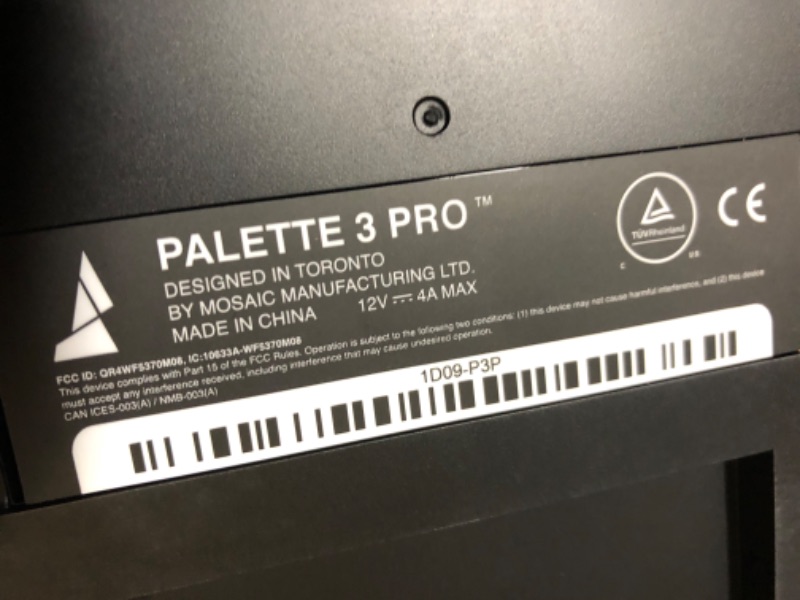 PALETTE 3 PRO™
DESIGNED IN TORONTO
BY MOSAIC MANUFACTURING LTD.
MADE IN CHINA 12V ⎓ 4A MAX
TÜVRheinland
C US
CE
FCC ID: QR4WF5370M08, IC:10633A-WF5370M08
This device complies with Part 15 of the FCC Rules. Operation is subject to the following two conditions: (1) this device may not cause harmful interference, and (2) this device
must accept any interference received, including interference that may cause undesired operation.
CAN ICES-003(A) / NMB-003(A)
1D09-P3P